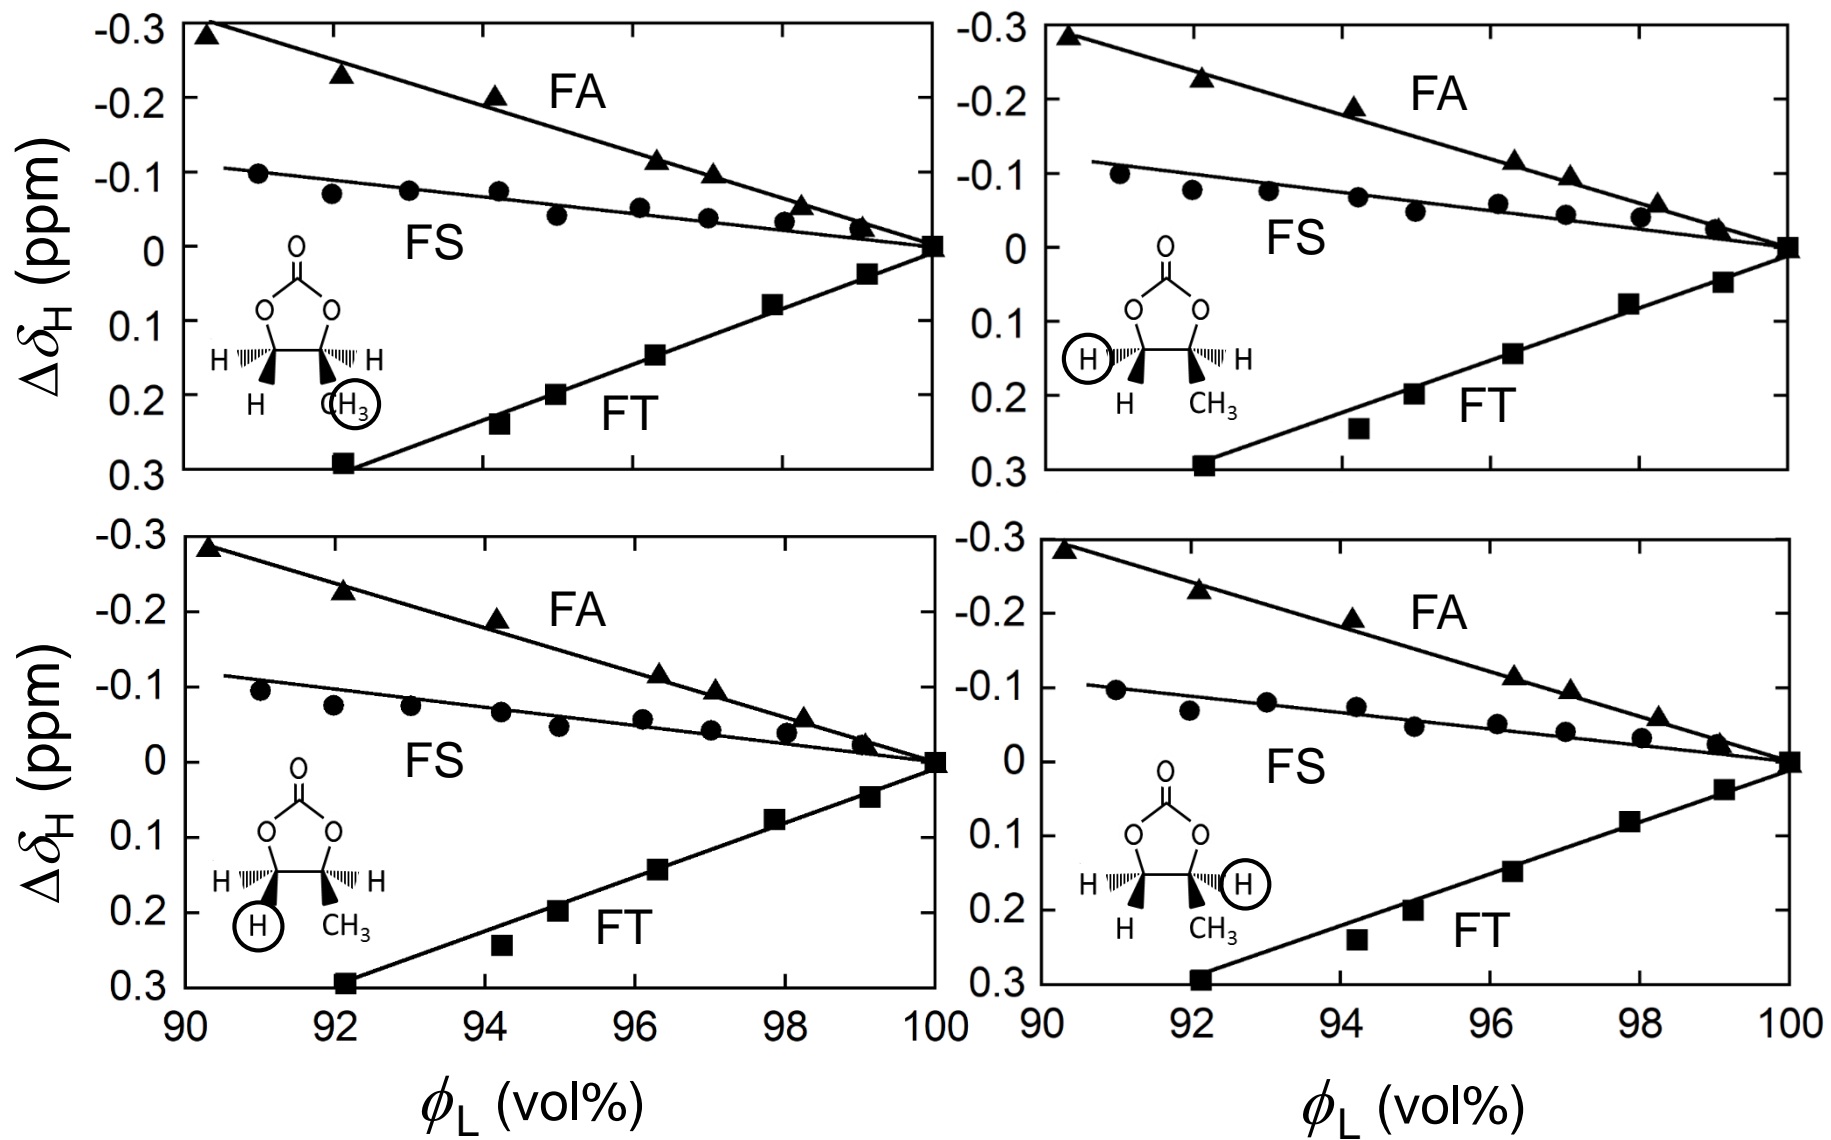 Δδ_H (ppm)
-0.3
-0.2
-0.1
0
0.1
0.2
0.3
FA
FS
FT
O
O O
H H
H CH₃
-0.3
-0.2
-0.1
0
0.1
0.2
0.3
FA
FS
FT
O
O O
H H
H CH₃
Δδ_H (ppm)
-0.3
-0.2
-0.1
0
0.1
0.2
0.3
FA
FS
FT
O
O O
H H
H CH₃
90 92 94 96 98 100
ϕ_L (vol%)
-0.3
-0.2
-0.1
0
0.1
0.2
0.3
FA
FS
FT
O
O O
H H
H CH₃
90 92 94 96 98 100
ϕ_L (vol%)